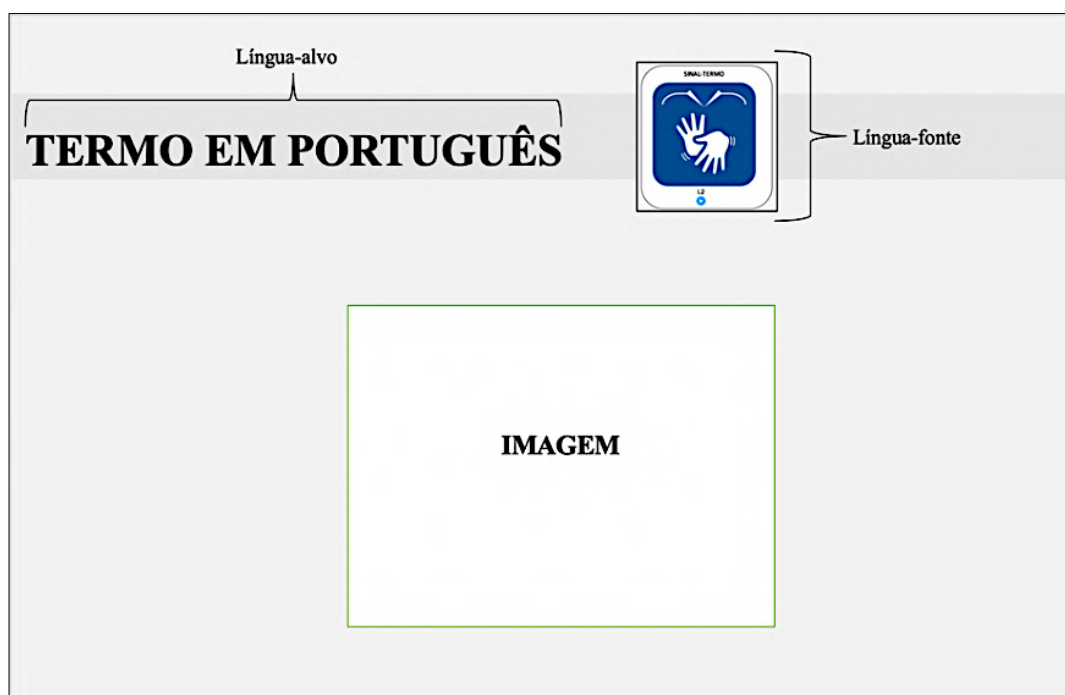 Língua-alvo
TERMO EM PORTUGUÊS
SINAL-TERMO
L2
Língua-fonte
IMAGEM